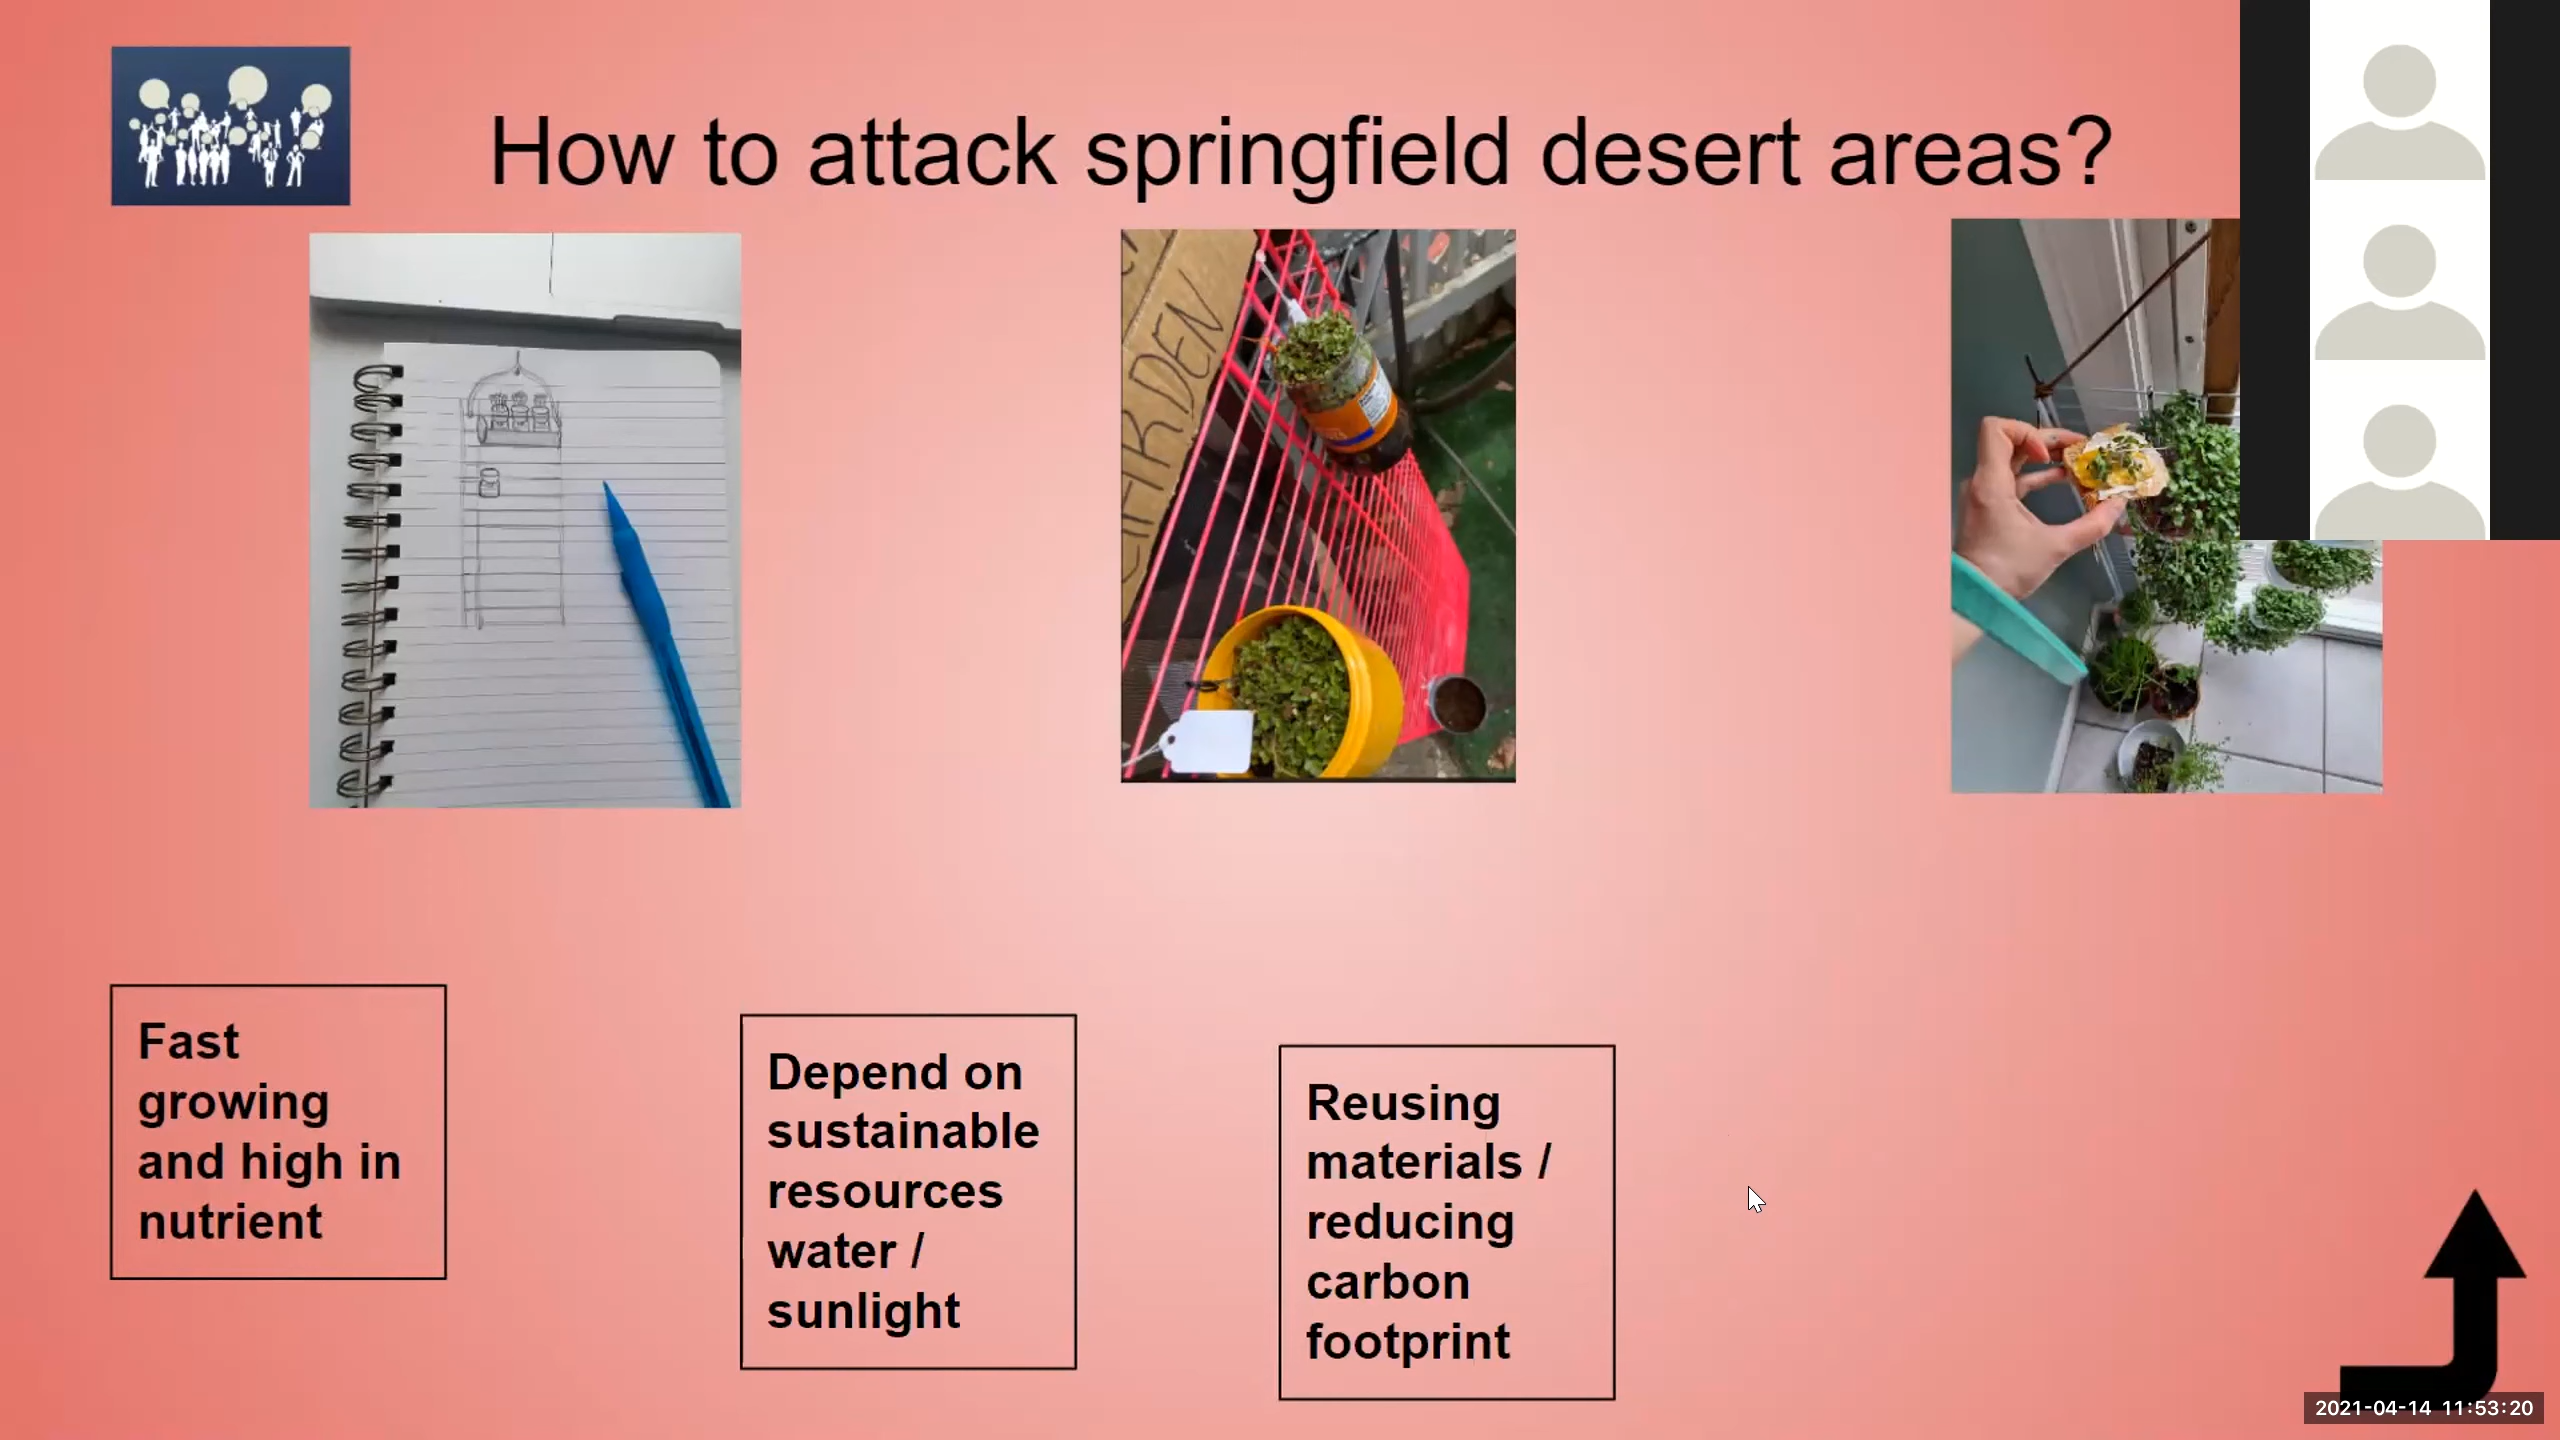 How to attack springfield desert areas?
GARDEN
Fast
growing
and high in
nutrient
Depend on
sustainable
resources
water /
sunlight
Reusing
materials /
reducing
carbon
footprint
2021-04-14 11:53:20